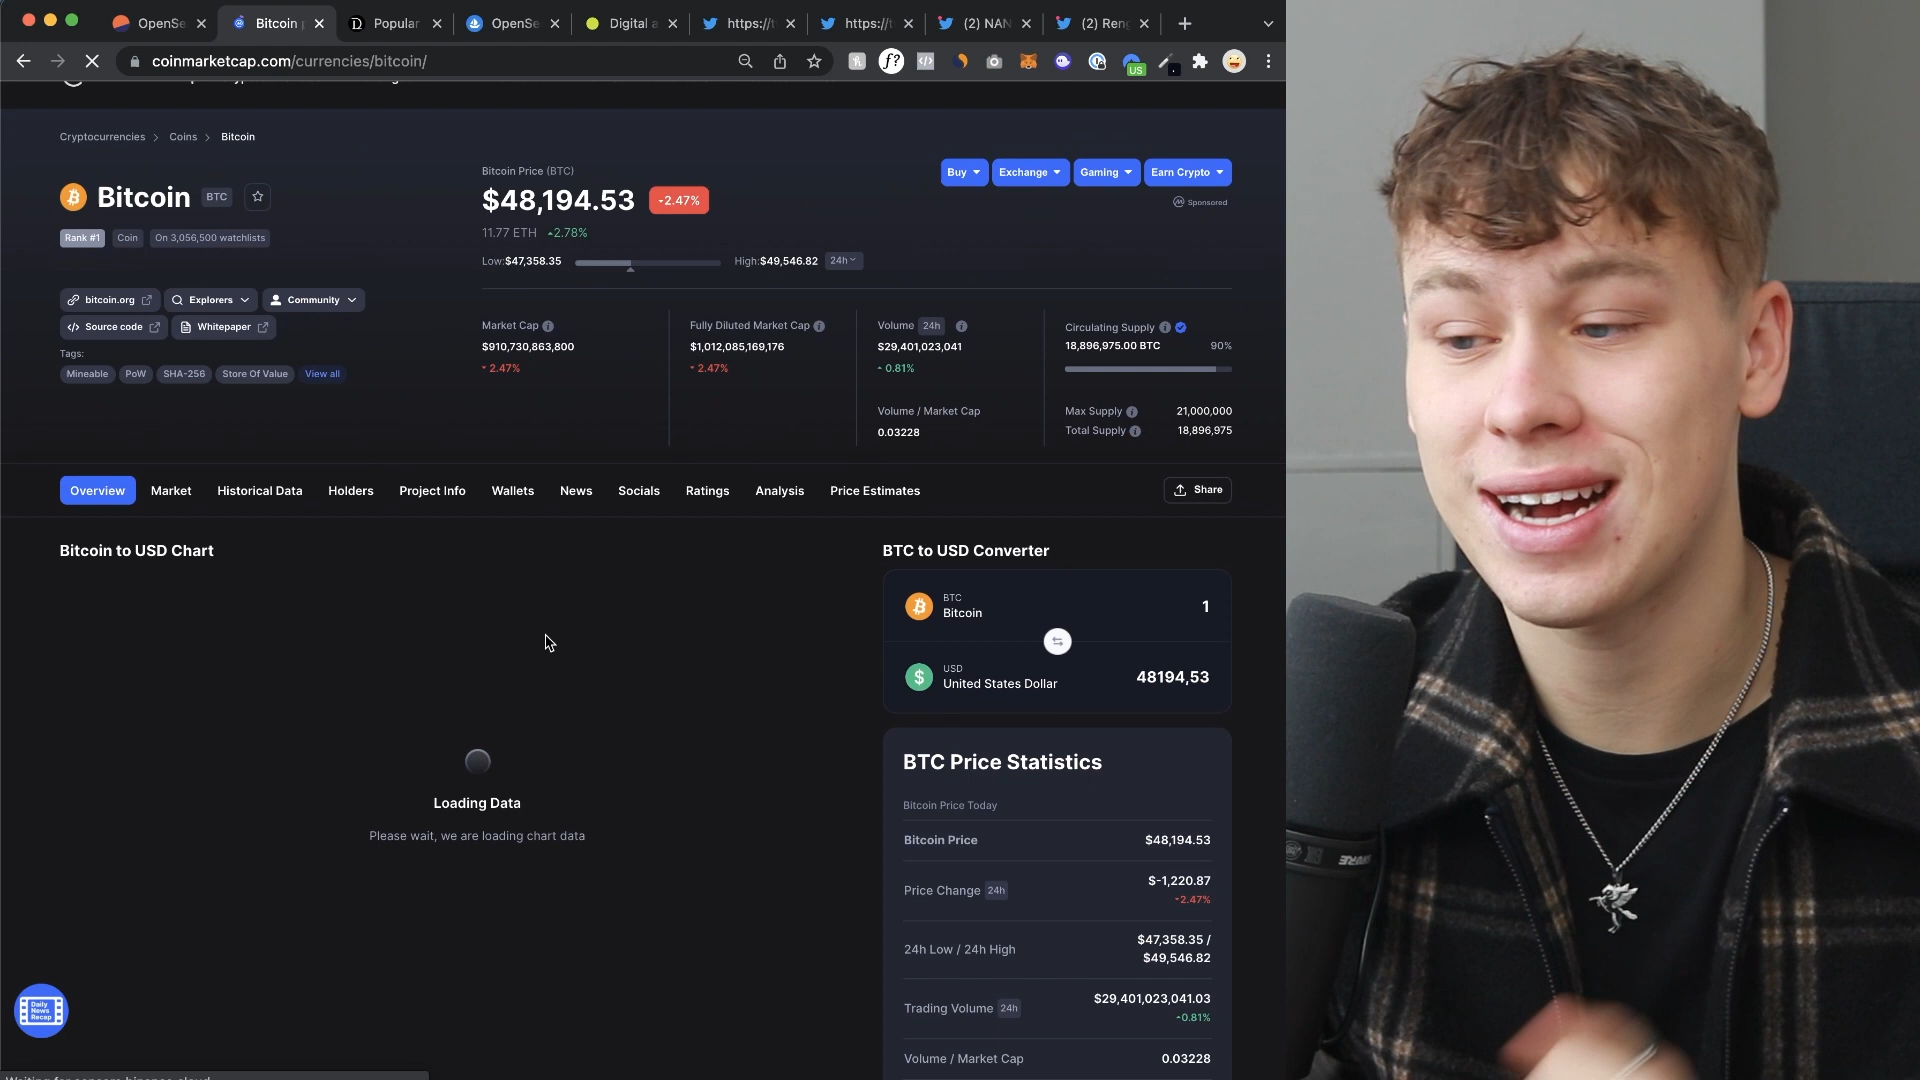 OpenSe
Bitcoin p
Popular
OpenSe
Digital a
https://t
https://t
(2) NAN
(2) Ren
coinmarketcap.com/currencies/bitcoin/
US
Cryptocurrencies > Coins > Bitcoin
Bitcoin BTC
Rank #1 Coin On 3,056,500 watchlists
bitcoin.org Explorers Community
Source code Whitepaper
Tags:
Mineable PoW SHA-256 Store Of Value View all
Bitcoin Price (BTC)
$48,194.53 2.47%
11.77 ETH 2.78%
Low:$47,358.35 High:$49,546.82 24h
Buy Exchange Gaming Earn Crypto
Sponsored
Market Cap
$910,730,863,800
2.47%
Fully Diluted Market Cap
$1,012,085,169,176
2.47%
Volume 24h
$29,401,023,041
0.81%
Volume / Market Cap
0.03228
Circulating Supply
18,896,975.00 BTC 90%
Max Supply 21,000,000
Total Supply 18,896,975
Overview Market Historical Data Holders Project Info Wallets News Socials Ratings Analysis Price Estimates Share
Bitcoin to USD Chart
Loading Data
Please wait, we are loading chart data
BTC to USD Converter
BTC
Bitcoin 1
USD
United States Dollar 48194,53
BTC Price Statistics
Bitcoin Price Today
Bitcoin Price $48,194.53
Price Change 24h $-1,220.87
2.47%
24h Low / 24h High $47,358.35 /
$49,546.82
Trading Volume 24h $29,401,023,041.03
0.81%
Volume / Market Cap 0.03228
Daily
News
Recap
SHURE